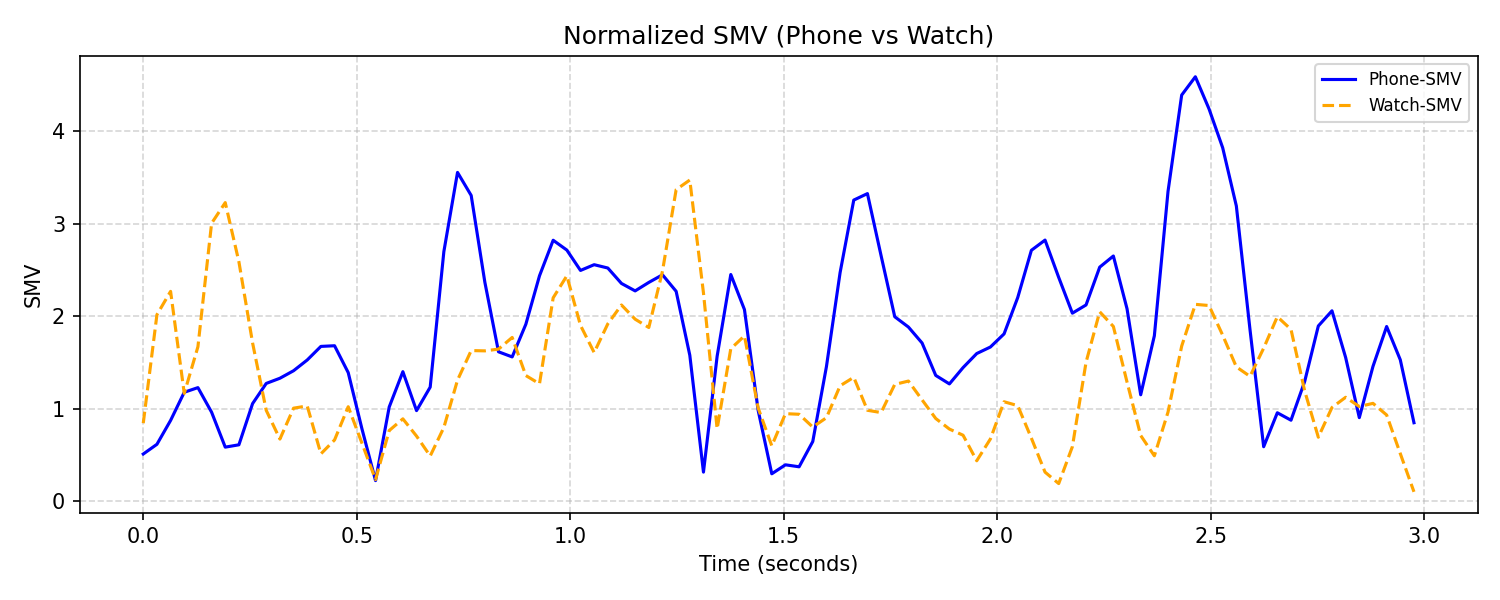 Normalized SMV (Phone vs Watch)
Phone-SMV
Watch-SMV
SMV
4
3
2
1
0
0.0 0.5 1.0 1.5 2.0 2.5 3.0
Time (seconds)